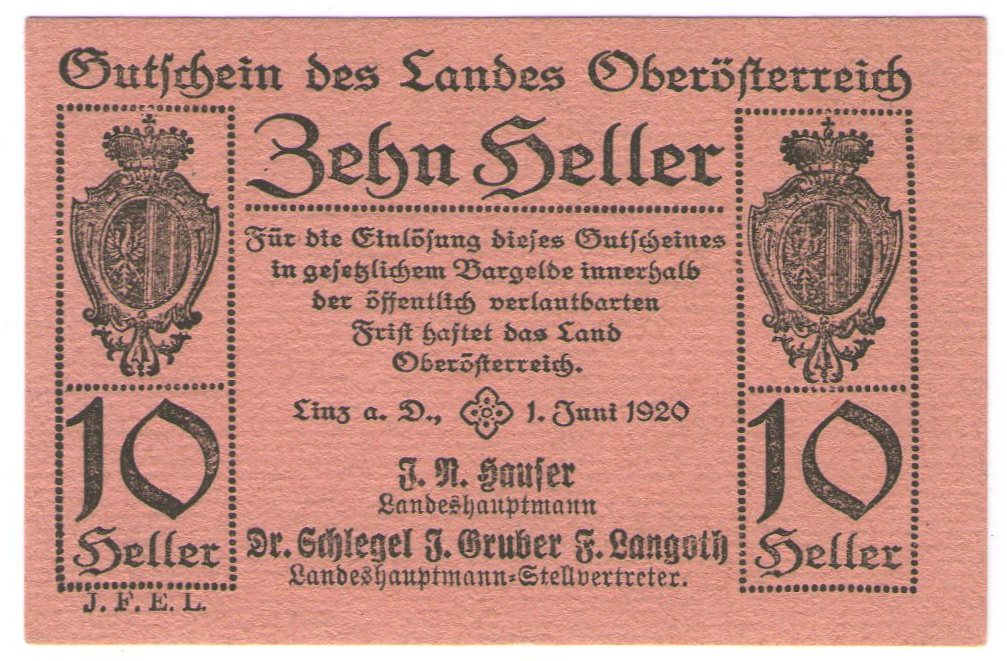 Gutschein des Landes Oberösterreich
Zehn Heller
Für die Einlösung dieses Gutscheines
in gesetzlichem Bargelde innerhalb
der öffentlich verlautbarten
Frist haftet das Land
Oberösterreich.
Linz a. D., 1. Juni 1920
J. N. Hauser
Landeshauptmann
Dr. Schlegel J. Gruber F. Langoth
Landeshauptmann-Stellvertreter.
10
Heller
10
Heller
J. F. E. L.